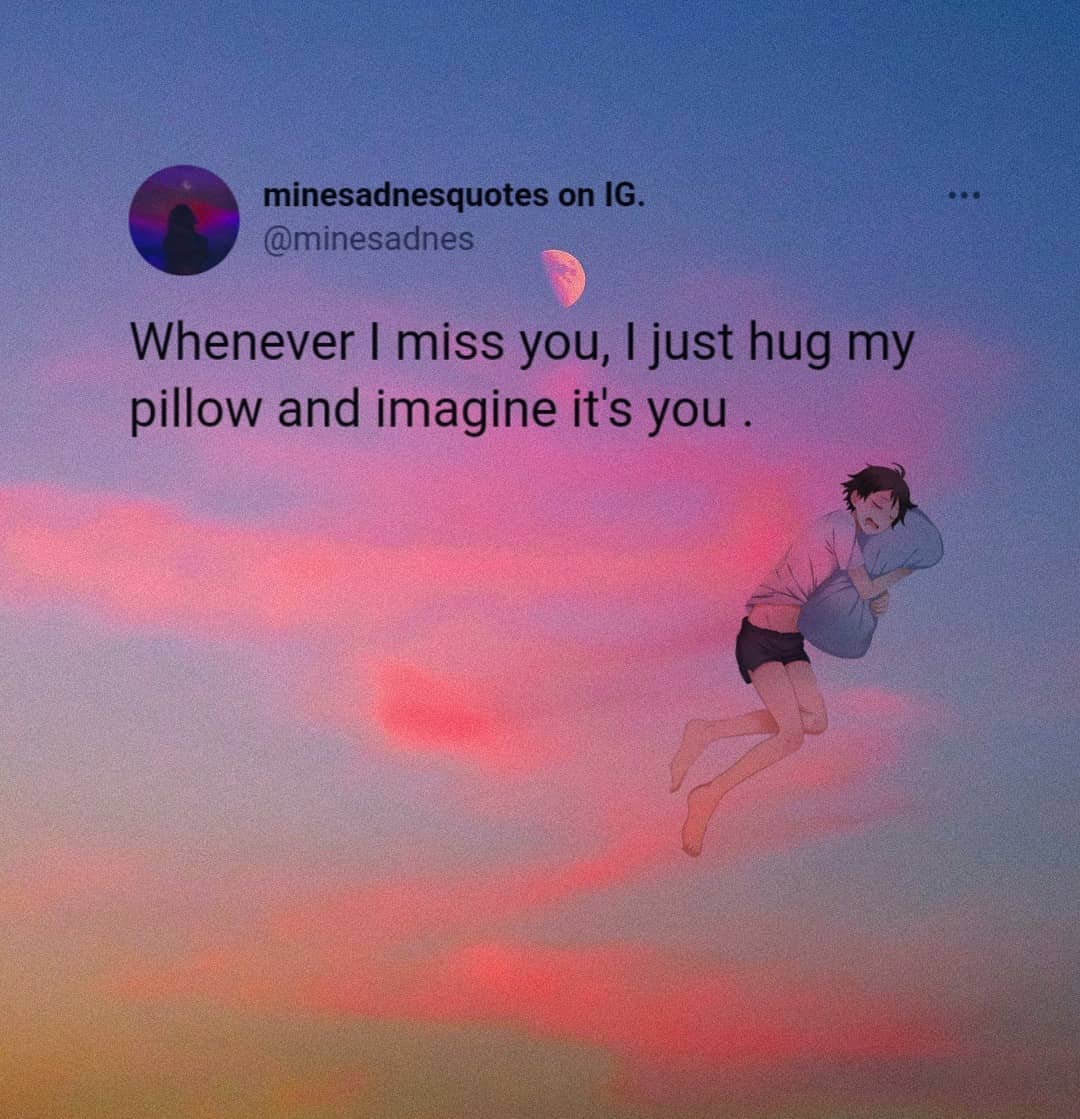 minesadnesquotes on IG.
@minesadnes
Whenever I miss you, I just hug my
pillow and imagine it's you .